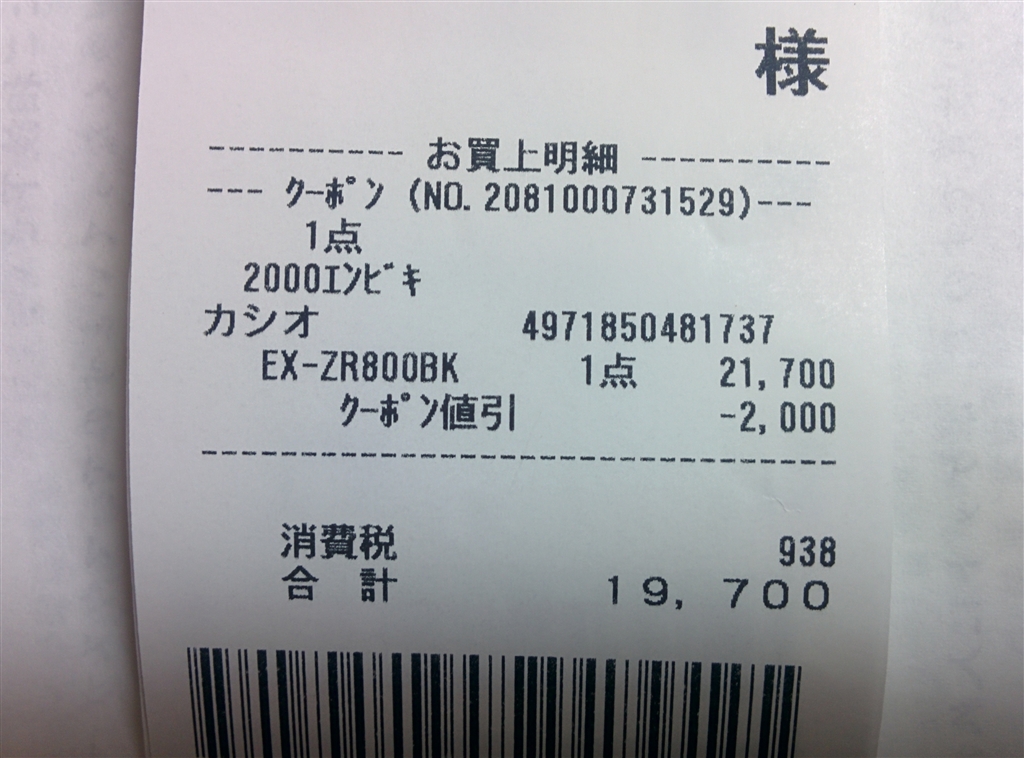 様
---------- お買上明細 ----------
--- ｸｰﾎﾟﾝ (NO.2081000731529)---
1点
2000ｴﾝﾋﾞｷ
カシオ 4971850481737
EX-ZR800BK 1点 21,700
ｸｰﾎﾟﾝ値引 -2,000
----------------------------------
消費税 938
合 計 １９，７００